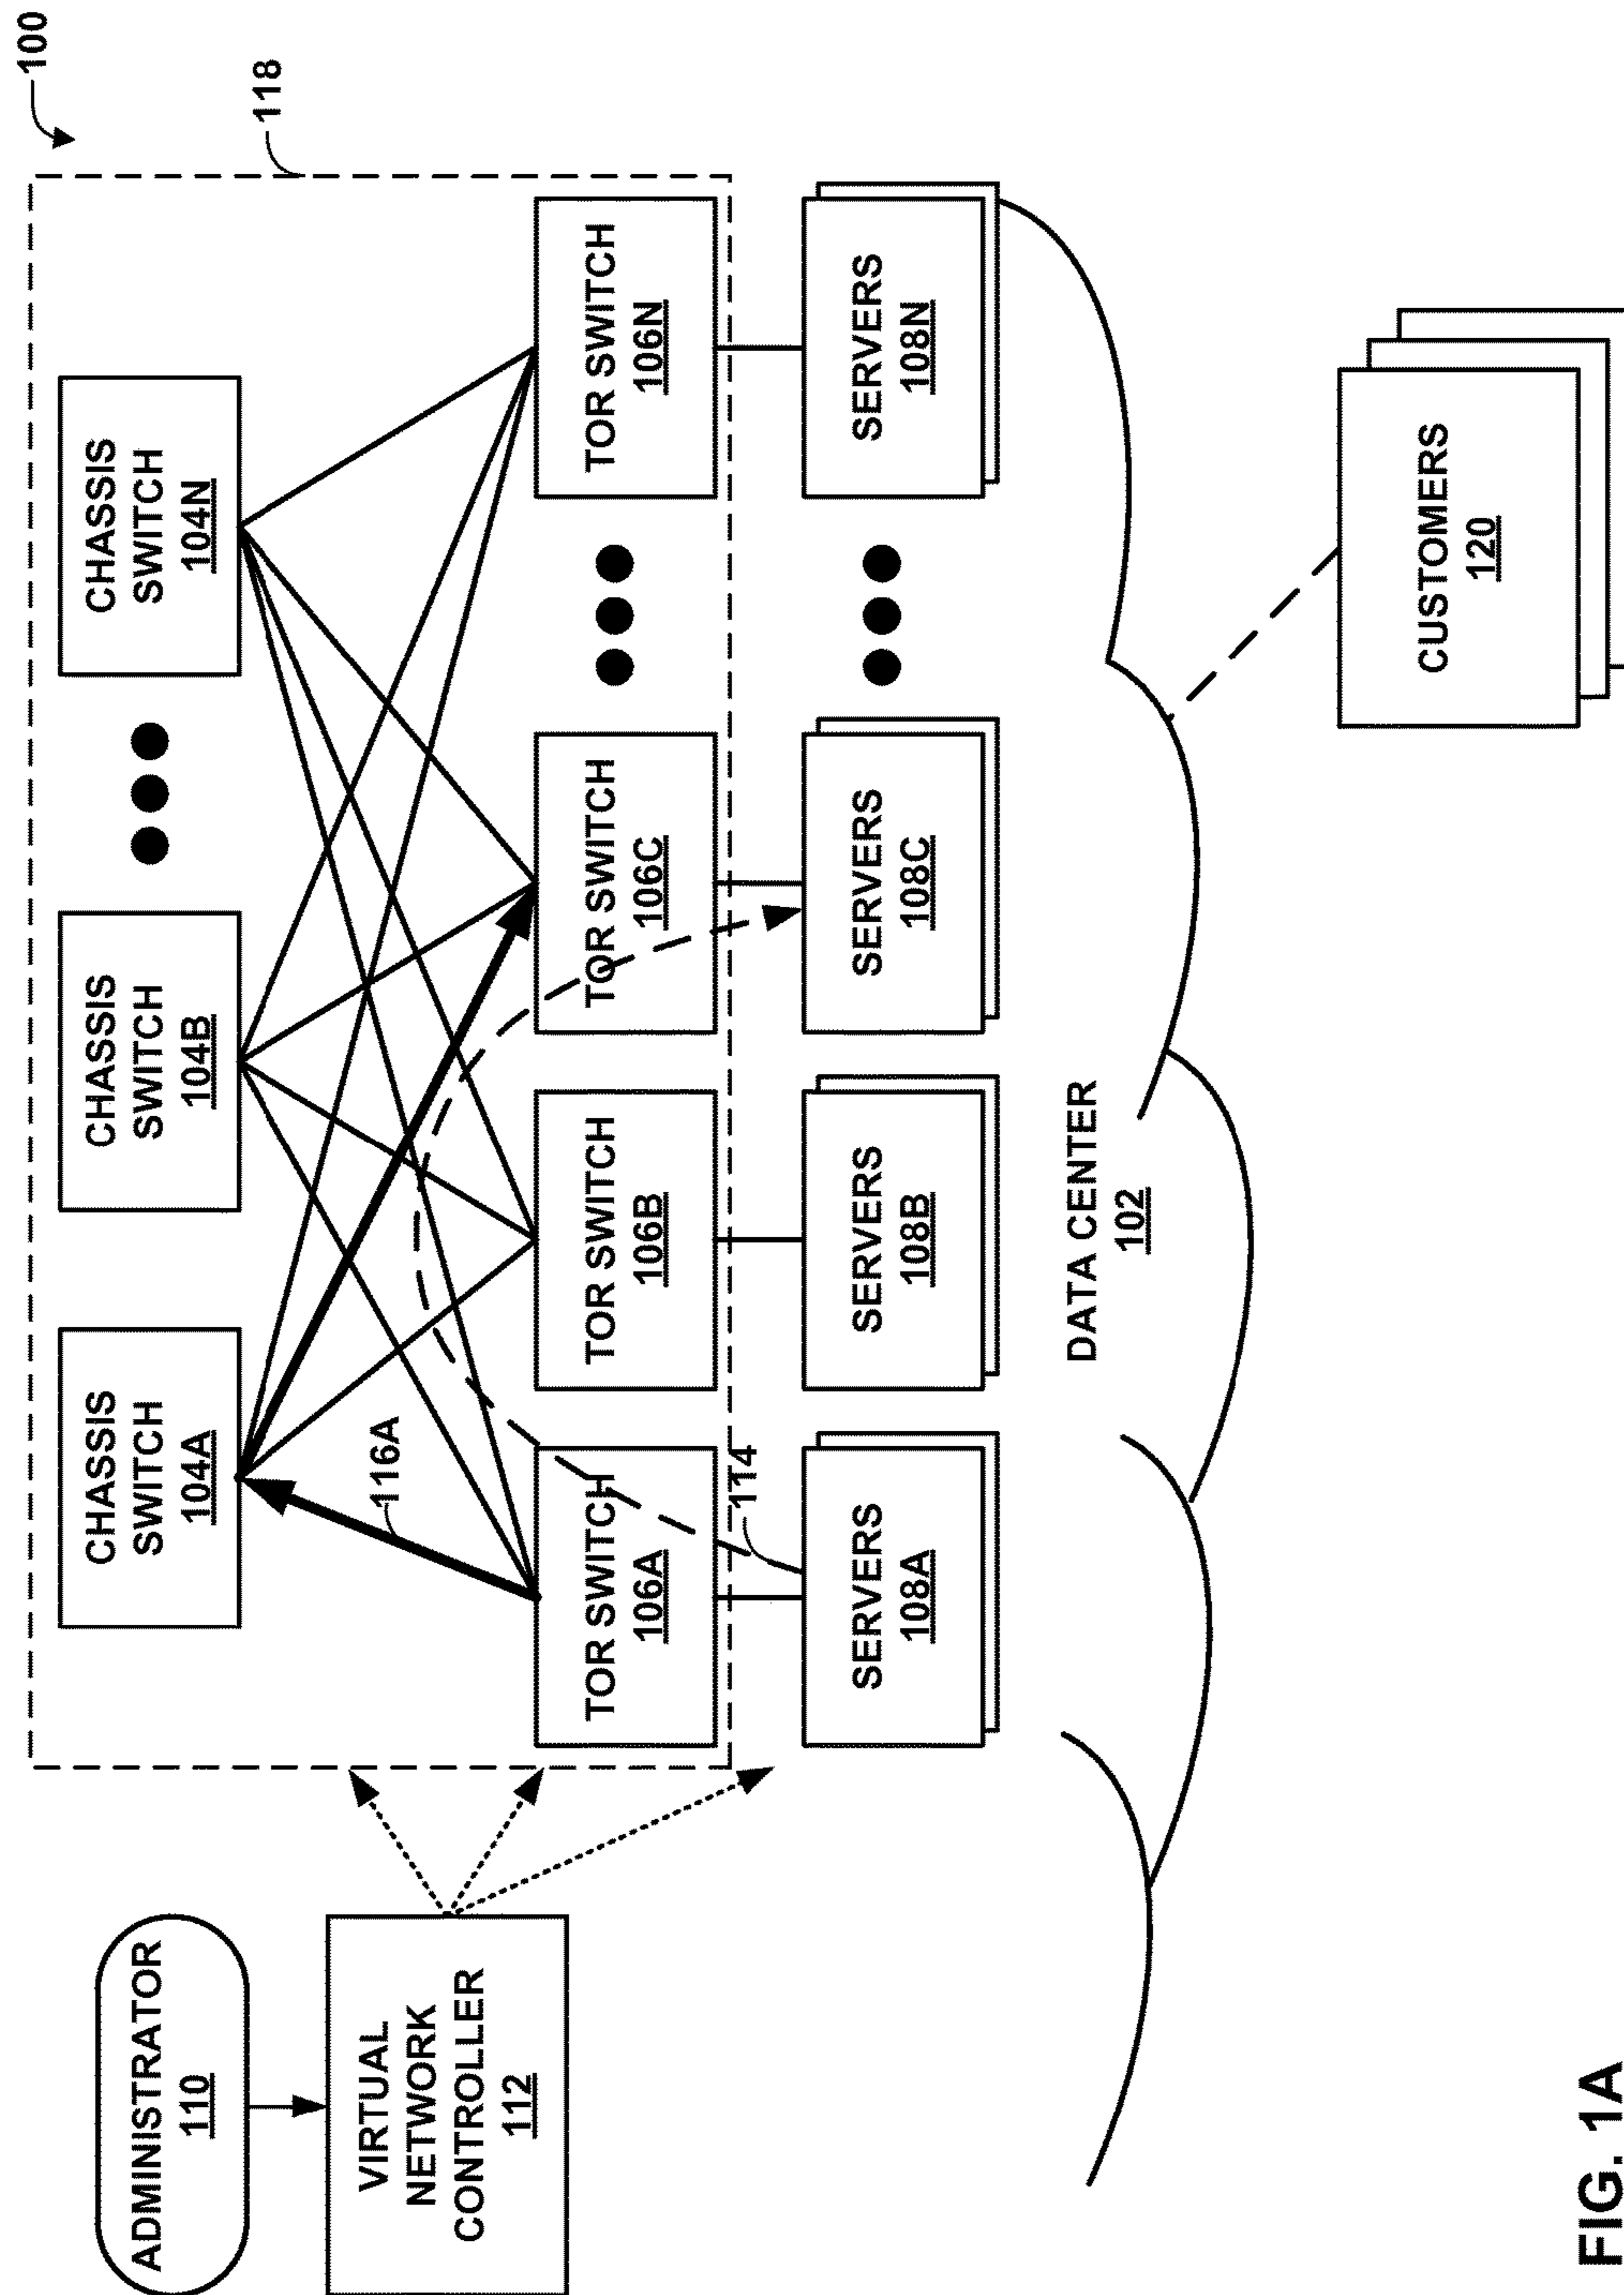 100
118
ADMINISTRATOR
110
VIRTUAL
NETWORK
CONTROLLER
112
CHASSIS
SWITCH
104A
CHASSIS
SWITCH
104B
CHASSIS
SWITCH
104N
116A
TOR SWITCH
106A
TOR SWITCH
106B
TOR SWITCH
106C
TOR SWITCH
106N
114
SERVERS
108A
SERVERS
108B
SERVERS
108C
SERVERS
108N
DATA CENTER
102
CUSTOMERS
120
FIG. 1A